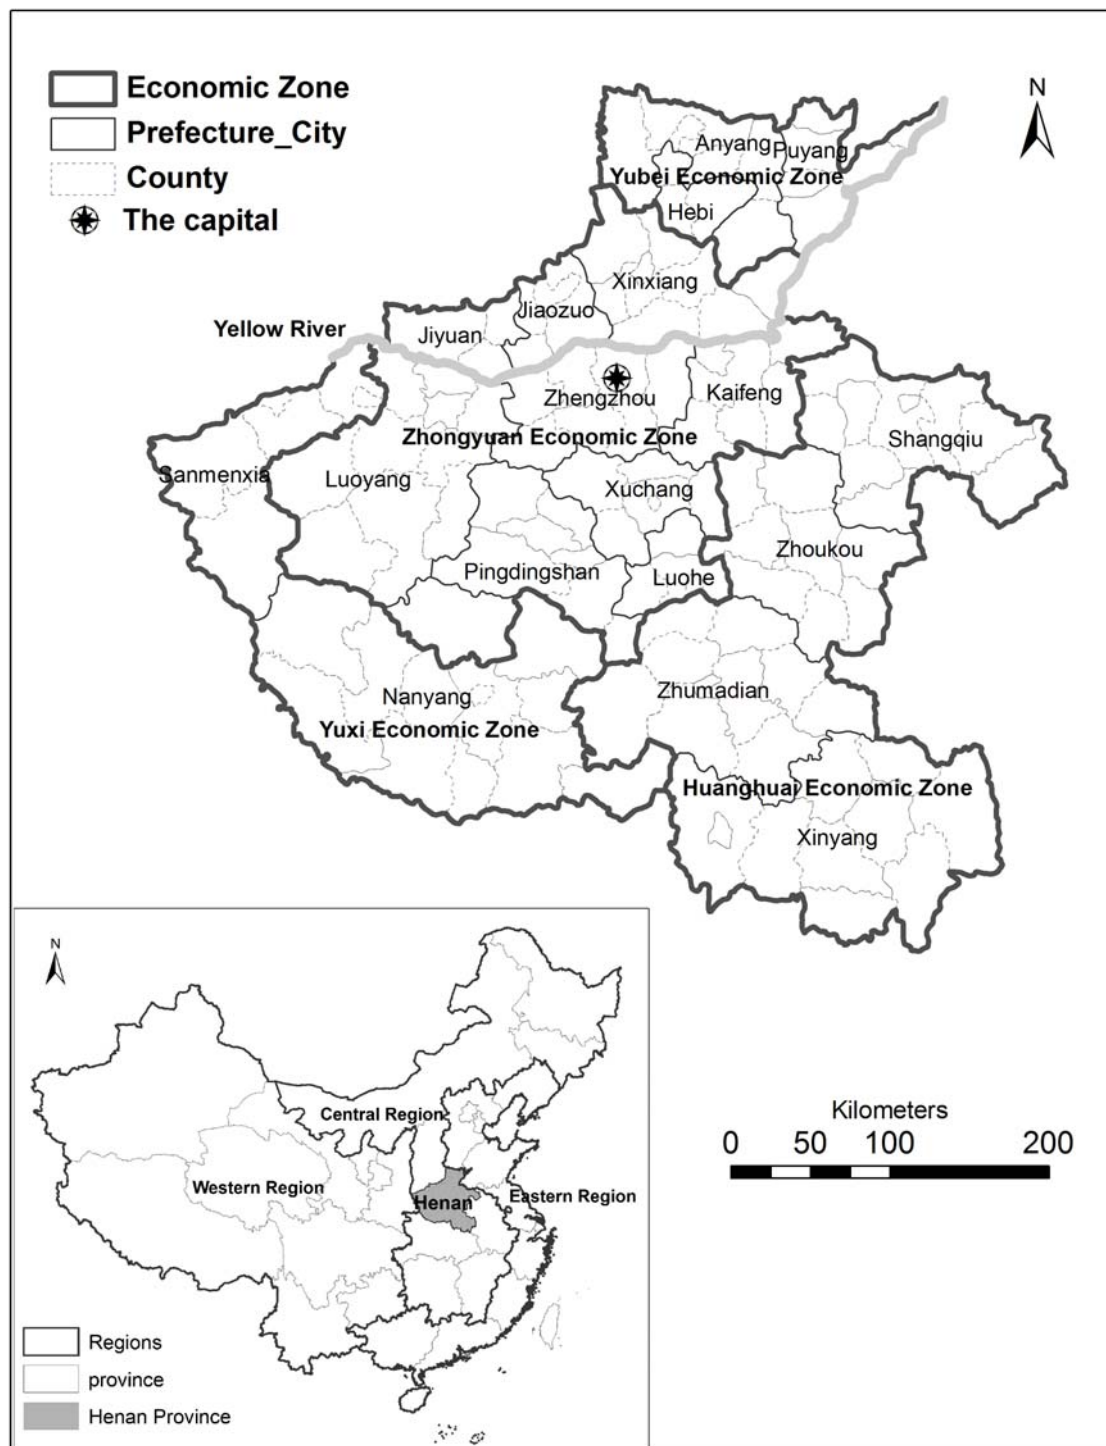 N
Economic Zone
Prefecture_City
County
The capital
Anyang
Puyang
Yubei Economic Zone
Hebi
Xinxiang
Jiaozuo
Yellow River
Jiyuan
Zhengzhou
Kaifeng
Zhongyuan Economic Zone
Shangqiu
Sanmenxia
Luoyang
Xuchang
Zhoukou
Pingdingshan
Luohe
Nanyang
Zhumadian
Yuxi Economic Zone
Huanghuai Economic Zone
Xinyang
N
Central Region
Western Region
Henan
Eastern Region
Regions
province
Henan Province
Kilometers
0 50 100 200